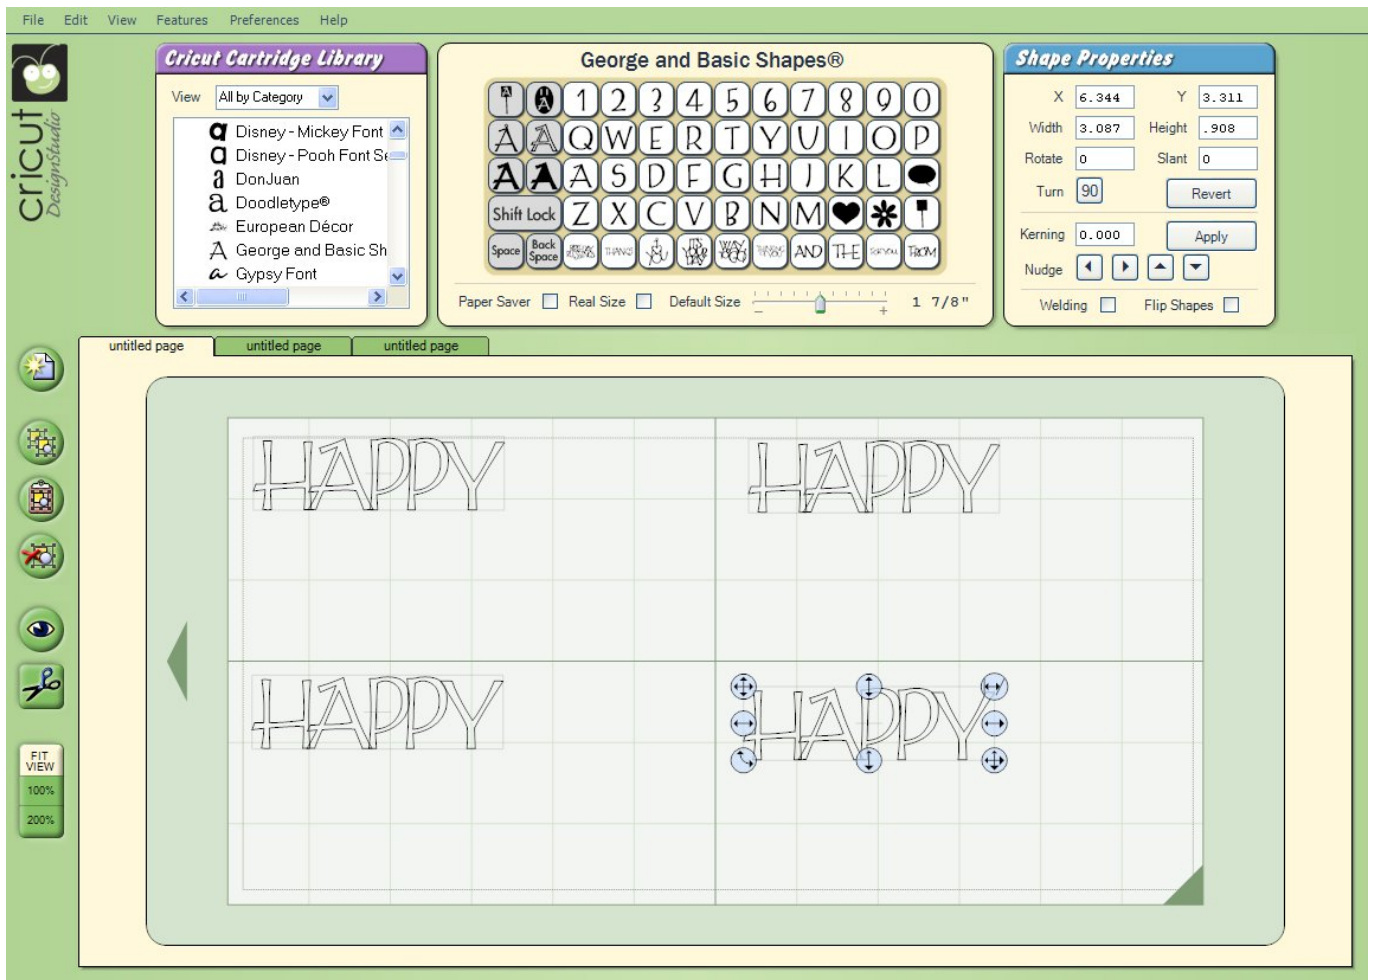 File Edit View Features Preferences Help
cricut
DesignStudio
Cricut Cartridge Library
View All by Category
Disney - Mickey Font
Disney - Pooh Font Se
DonJuan
Doodletype®
European Décor
George and Basic Sh
Gypsy Font
George and Basic Shapes®
1 2 3 4 5 6 7 8 9 0
A A Q W E R T Y U I O P
A A A S D F G H J K L
Shift Lock Z X C V B N M
Space Back Space THANKS AND THE FOR YOU FROM
Paper Saver Real Size Default Size - + 1 7/8"
Shape Properties
X 6.344 Y 3.311
Width 3.087 Height .908
Rotate 0 Slant 0
Turn 90 Revert
Kerning 0.000 Apply
Nudge
Welding Flip Shapes
untitled page untitled page untitled page
HAPPY HAPPY
HAPPY HAPPY
FIT VIEW
100%
200%